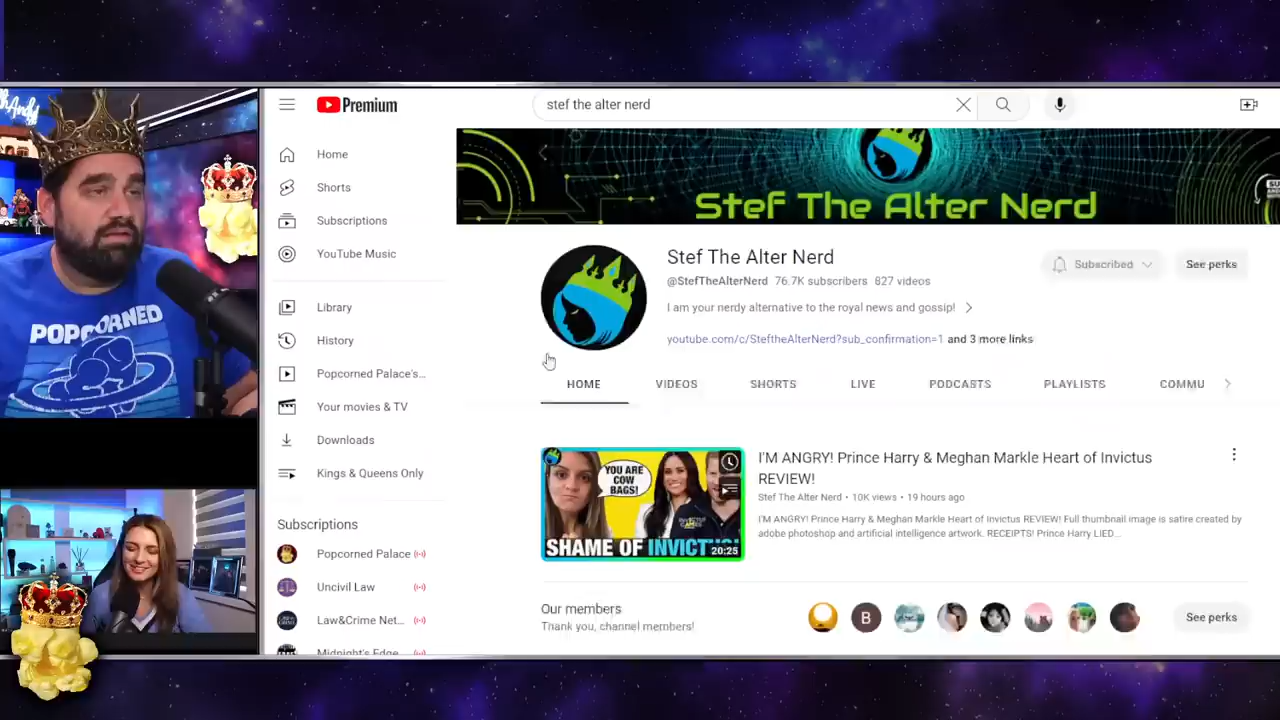 hAndy
POPCORNED
Premium
stef the alter nerd
Home
Shorts
Subscriptions
YouTube Music
Library
History
Popcorned Palace's...
Your movies & TV
Downloads
Kings & Queens Only
Subscriptions
Popcorned Palace
Uncivil Law
Law&Crime Net...
Midnight's Edge
Stef The Alter Nerd
Stef The Alter Nerd
Subscribed
See perks
@StefTheAlterNerd 76.7K subscribers 827 videos
I am your nerdy alternative to the royal news and gossip!
youtube.com/c/SteftheAlterNerd?sub_confirmation=1 and 3 more links
HOME VIDEOS SHORTS LIVE PODCASTS PLAYLISTS COMMU
YOU ARE
COW
BAGS!
SHAME OF INVICTUS
20:25
I'M ANGRY! Prince Harry & Meghan Markle Heart of Invictus
REVIEW!
Stef The Alter Nerd • 10K views • 19 hours ago
I'M ANGRY! Prince Harry & Meghan Markle Heart of Invictus REVIEW! Full thumbnail image is satire created by
adobe photoshop and artificial intelligence artwork. RECEIPTS! Prince Harry LIED...
Our members
Thank you, channel members!
B
See perks